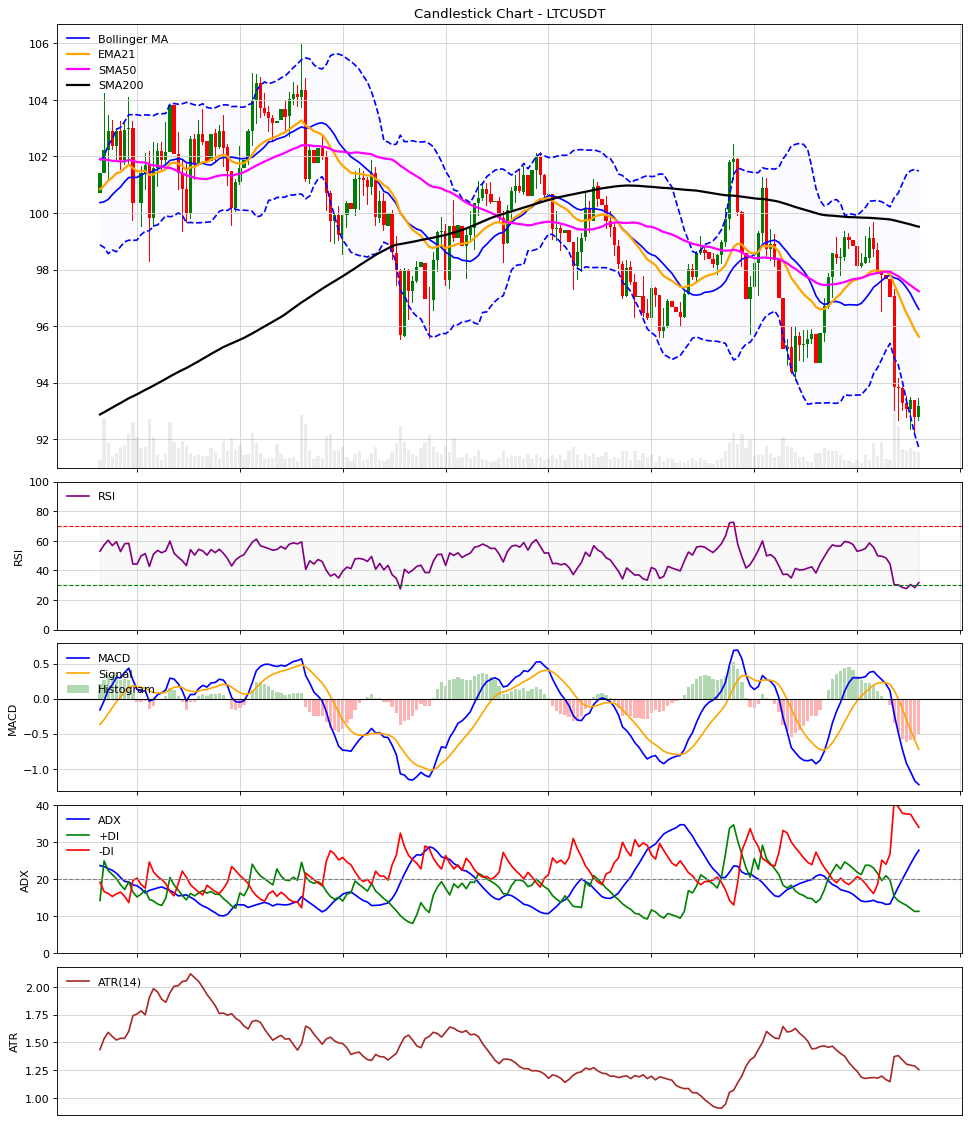 Candlestick Chart - LTCUSDT
Bollinger MA
EMA21
SMA50
SMA200
106
104
102
100
98
96
94
92
RSI
100
80
60
40
20
0
RSI
MACD
Signal
Histogram
0.5
0.0
−0.5
−1.0
MACD
ADX
+DI
-DI
40
30
20
10
0
ADX
ATR(14)
2.00
1.75
1.50
1.25
1.00
ATR